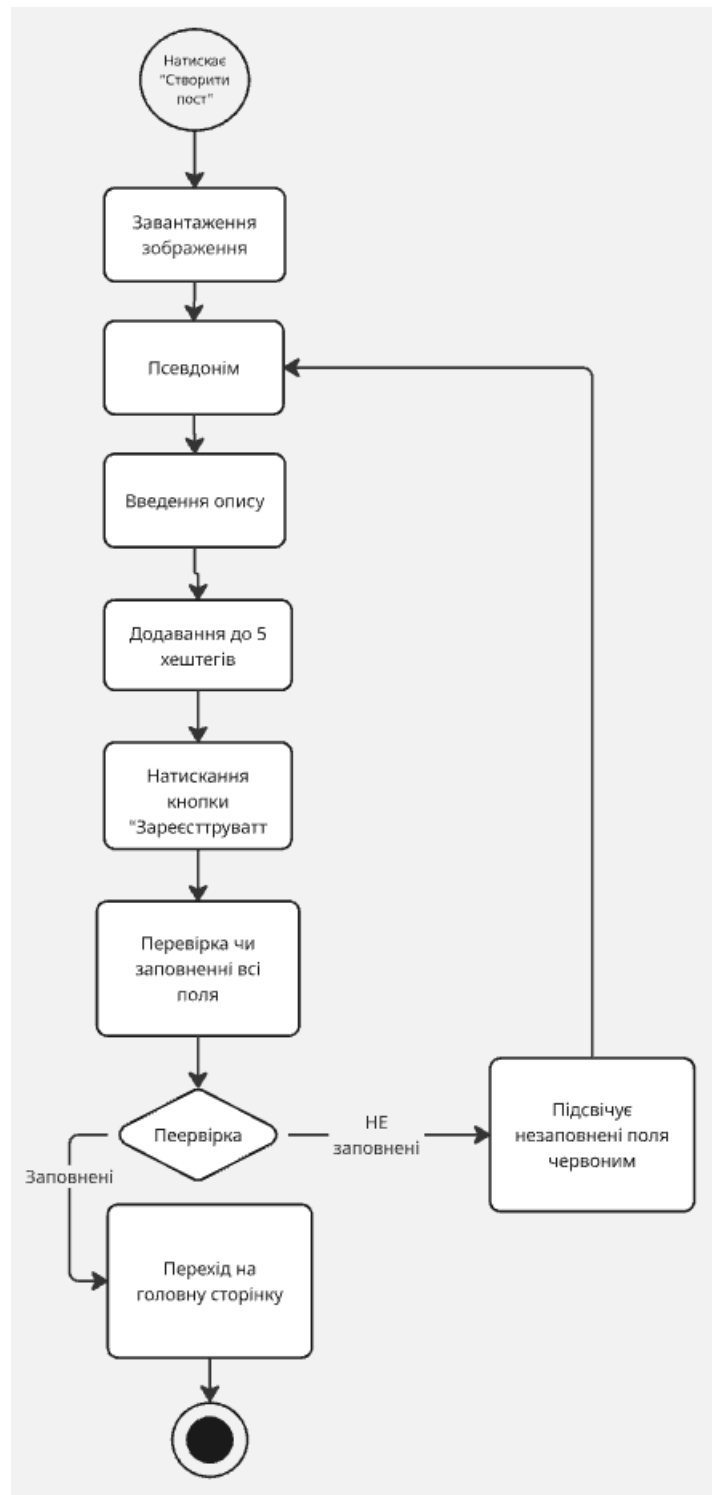 Натискає
"Створити
пост"
Завантаження
зображення
Псевдонім
Введення опису
Додавання до 5
хештегів
Натискання
кнопки
"Зареєсттруватт
Перевірка чи
заповненні всі
поля
Пеервірка
НЕ
заповнені
Підсвічує
незаповнені поля
червоним
Заповнені
Перехід на
головну сторінку